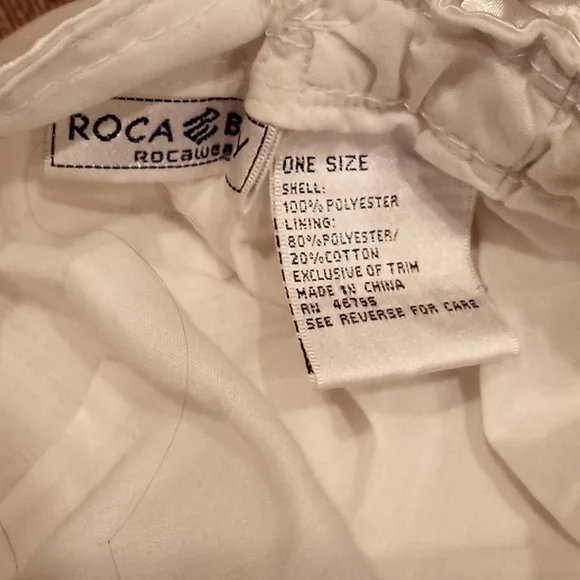 ROCA B
Rocawear
ONE SIZE
SHELL:
100% POLYESTER
LINING:
80%POLYESTER/
20%COTTON
EXCLUSIVE OF TRIM
MADE IN CHINA
RN 46795
SEE REVERSE FOR CARE